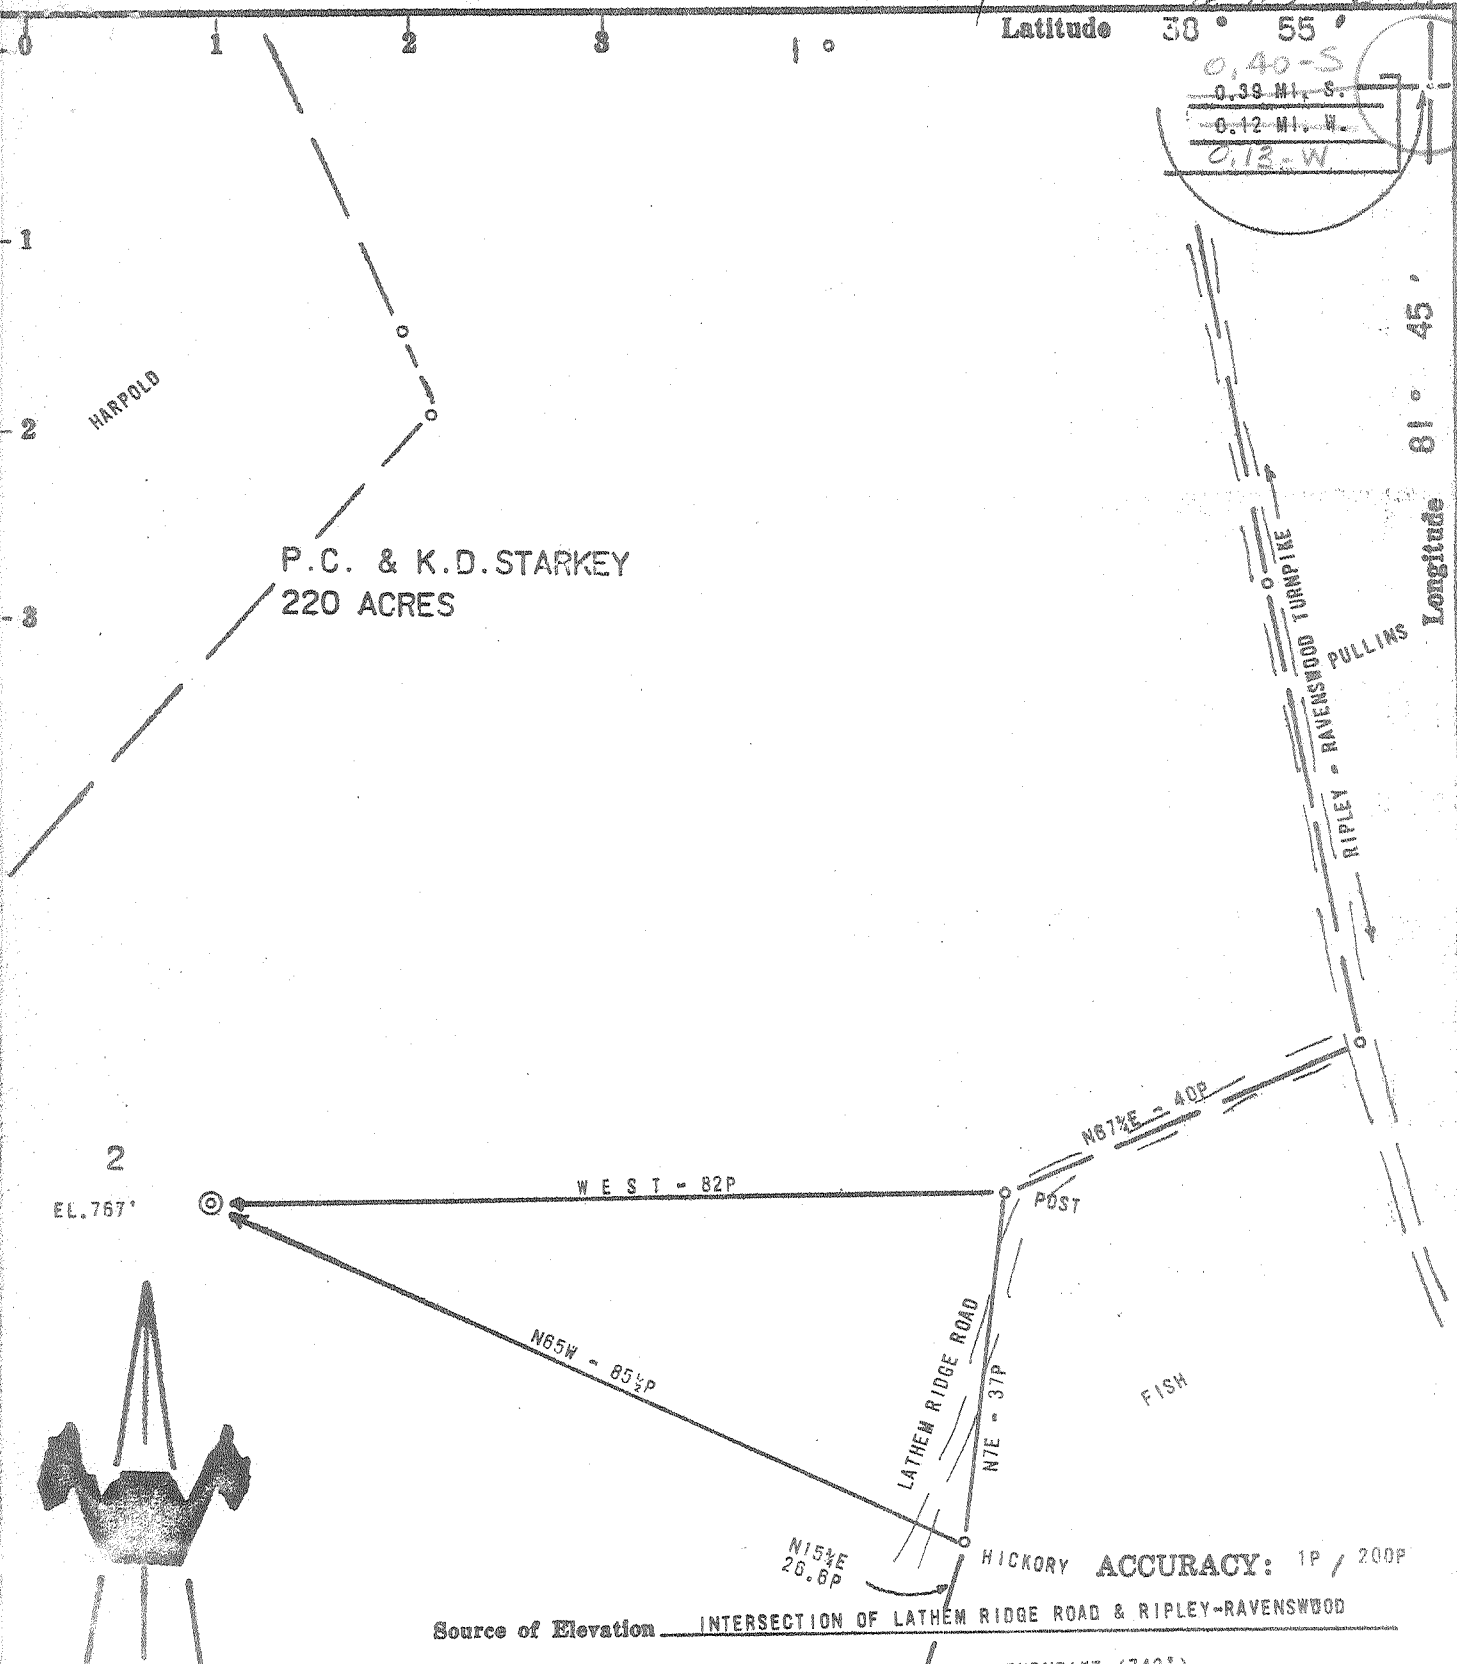 0 1 2 3 1° Latitude 38° 55'
0.40-S
0.39 MI. S.
0.12 MI. W.
0.13-W
1
2
3
Longitude 81° 45'
HARPOLD
P.C. & K.D. STARKEY
220 ACRES
RIPLEY - RAVENSWOOD TURNPIKE
PULLINS
N67½E - 40P
2
EL.767'
WEST - 82P
POST
N65W - 85½P
LATHEM RIDGE ROAD
N7E - 37P
FISH
N15¾E
26.6P
HICKORY
ACCURACY: 1P / 200P
Source of Elevation INTERSECTION OF LATHEM RIDGE ROAD & RIPLEY-RAVENSWOOD